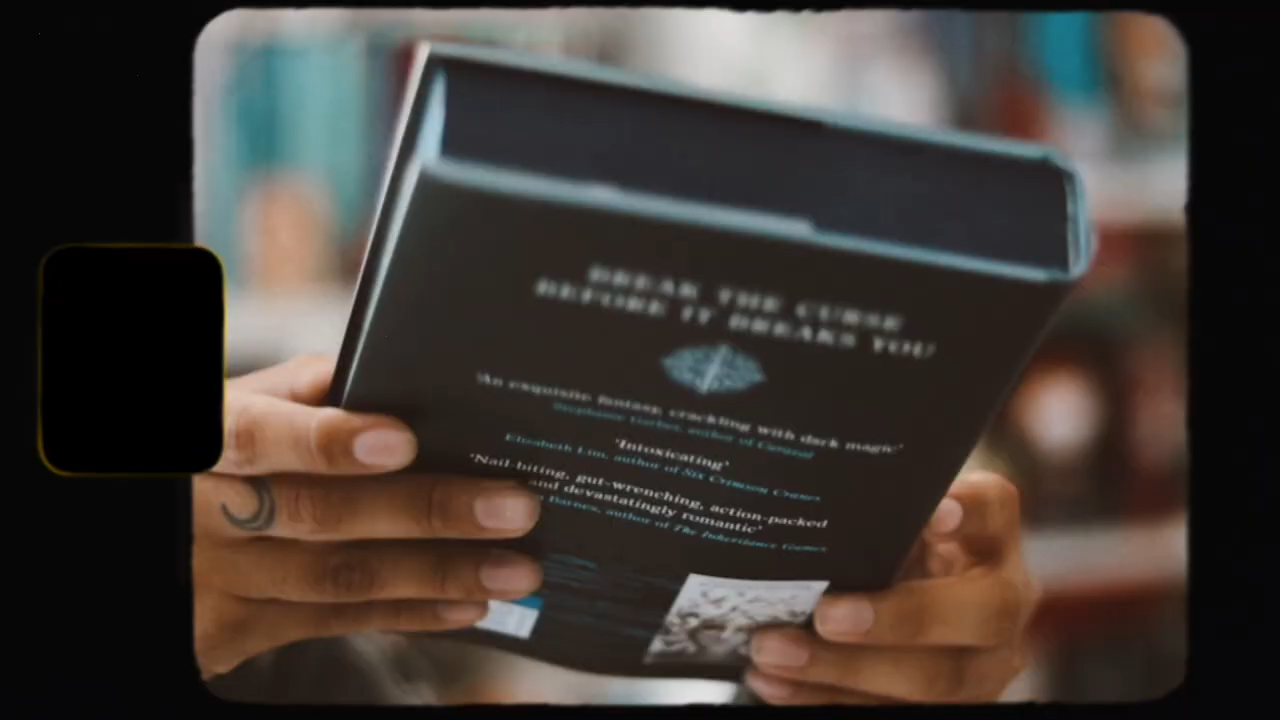 BREAK THE CURSE
BEFORE IT BREAKS YOU
'An exquisite fantasy, crackling with dark magic'
Stephanie Garber, author of Caraval
'Intoxicating'
Elizabeth Lim, author of Six Crimson Cranes
'Nail-biting, gut-wrenching, action-packed
and devastatingly romantic'
Barnes, author of The Inheritance Games